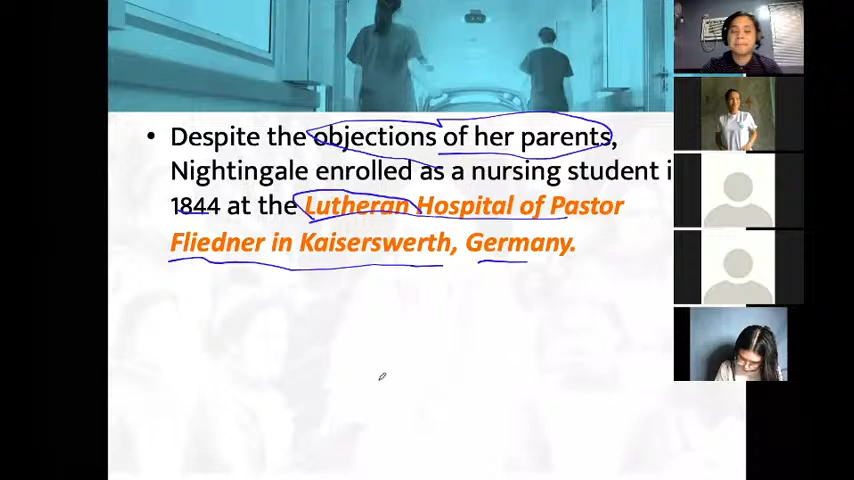 • Despite the objections of her parents,
Nightingale enrolled as a nursing student i
1844 at the Lutheran Hospital of Pastor
Fliedner in Kaiserswerth, Germany.